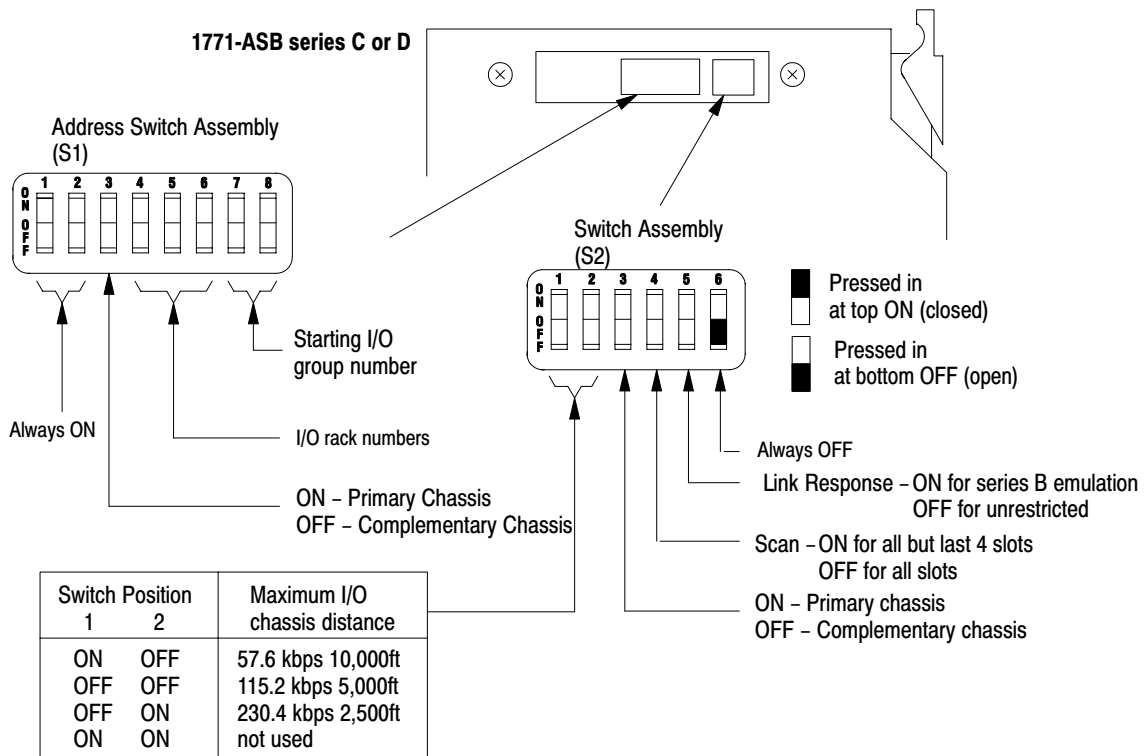 1771-ASB series C or D
Address Switch Assembly
(S1)
1 2 3 4 5 6 7 8
ON
OFF
Switch Assembly
(S2)
1 2 3 4 5 6
ON
OFF
Pressed in
at top ON (closed)
Pressed in
at bottom OFF (open)
Starting I/O
group number
Always ON
I/O rack numbers
ON – Primary Chassis
OFF – Complementary Chassis
Always OFF
Link Response – ON for series B emulation
OFF for unrestricted
Scan – ON for all but last 4 slots
OFF for all slots
ON – Primary chassis
OFF – Complementary chassis
Switch Position Maximum I/O
1 2 chassis distance
ON OFF 57.6 kbps 10,000ft
OFF OFF 115.2 kbps 5,000ft
OFF ON 230.4 kbps 2,500ft
ON ON not used